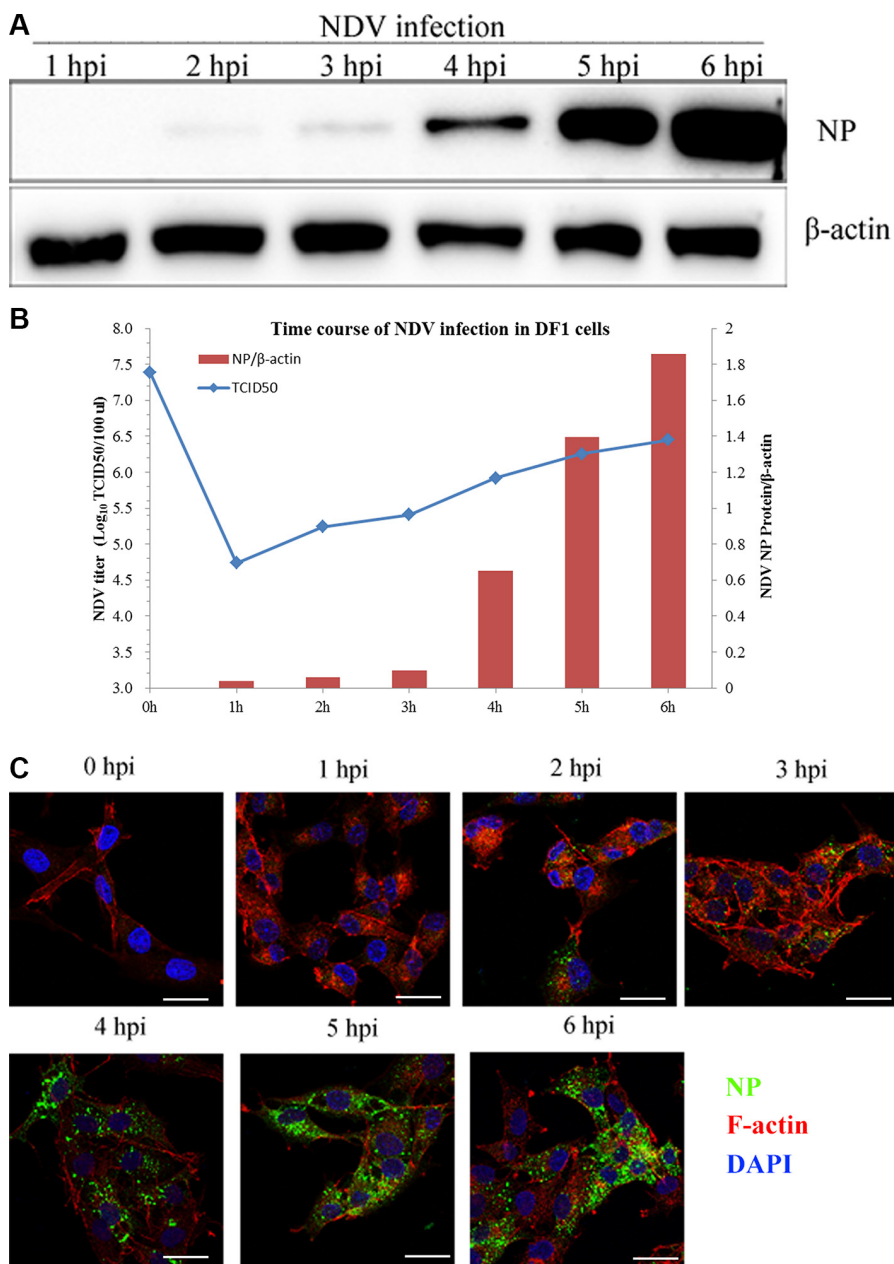 A
NDV infection
1 hpi 2 hpi 3 hpi 4 hpi 5 hpi 6 hpi
NP
β-actin
B
Time course of NDV infection in DF1 cells
NP/β-actin
TCID50
NDV titer (Log10 TCID50/100 ul)
8.0
7.5
7.0
6.5
6.0
5.5
5.0
4.5
4.0
3.5
3.0
2
1.8
1.6
1.4
1.2
1
0.8
0.6
0.4
0.2
0
NDV NP Protein/β-actin
0h 1h 2h 3h 4h 5h 6h
C
0 hpi 1 hpi 2 hpi 3 hpi
4 hpi 5 hpi 6 hpi
NP
F-actin
DAPI